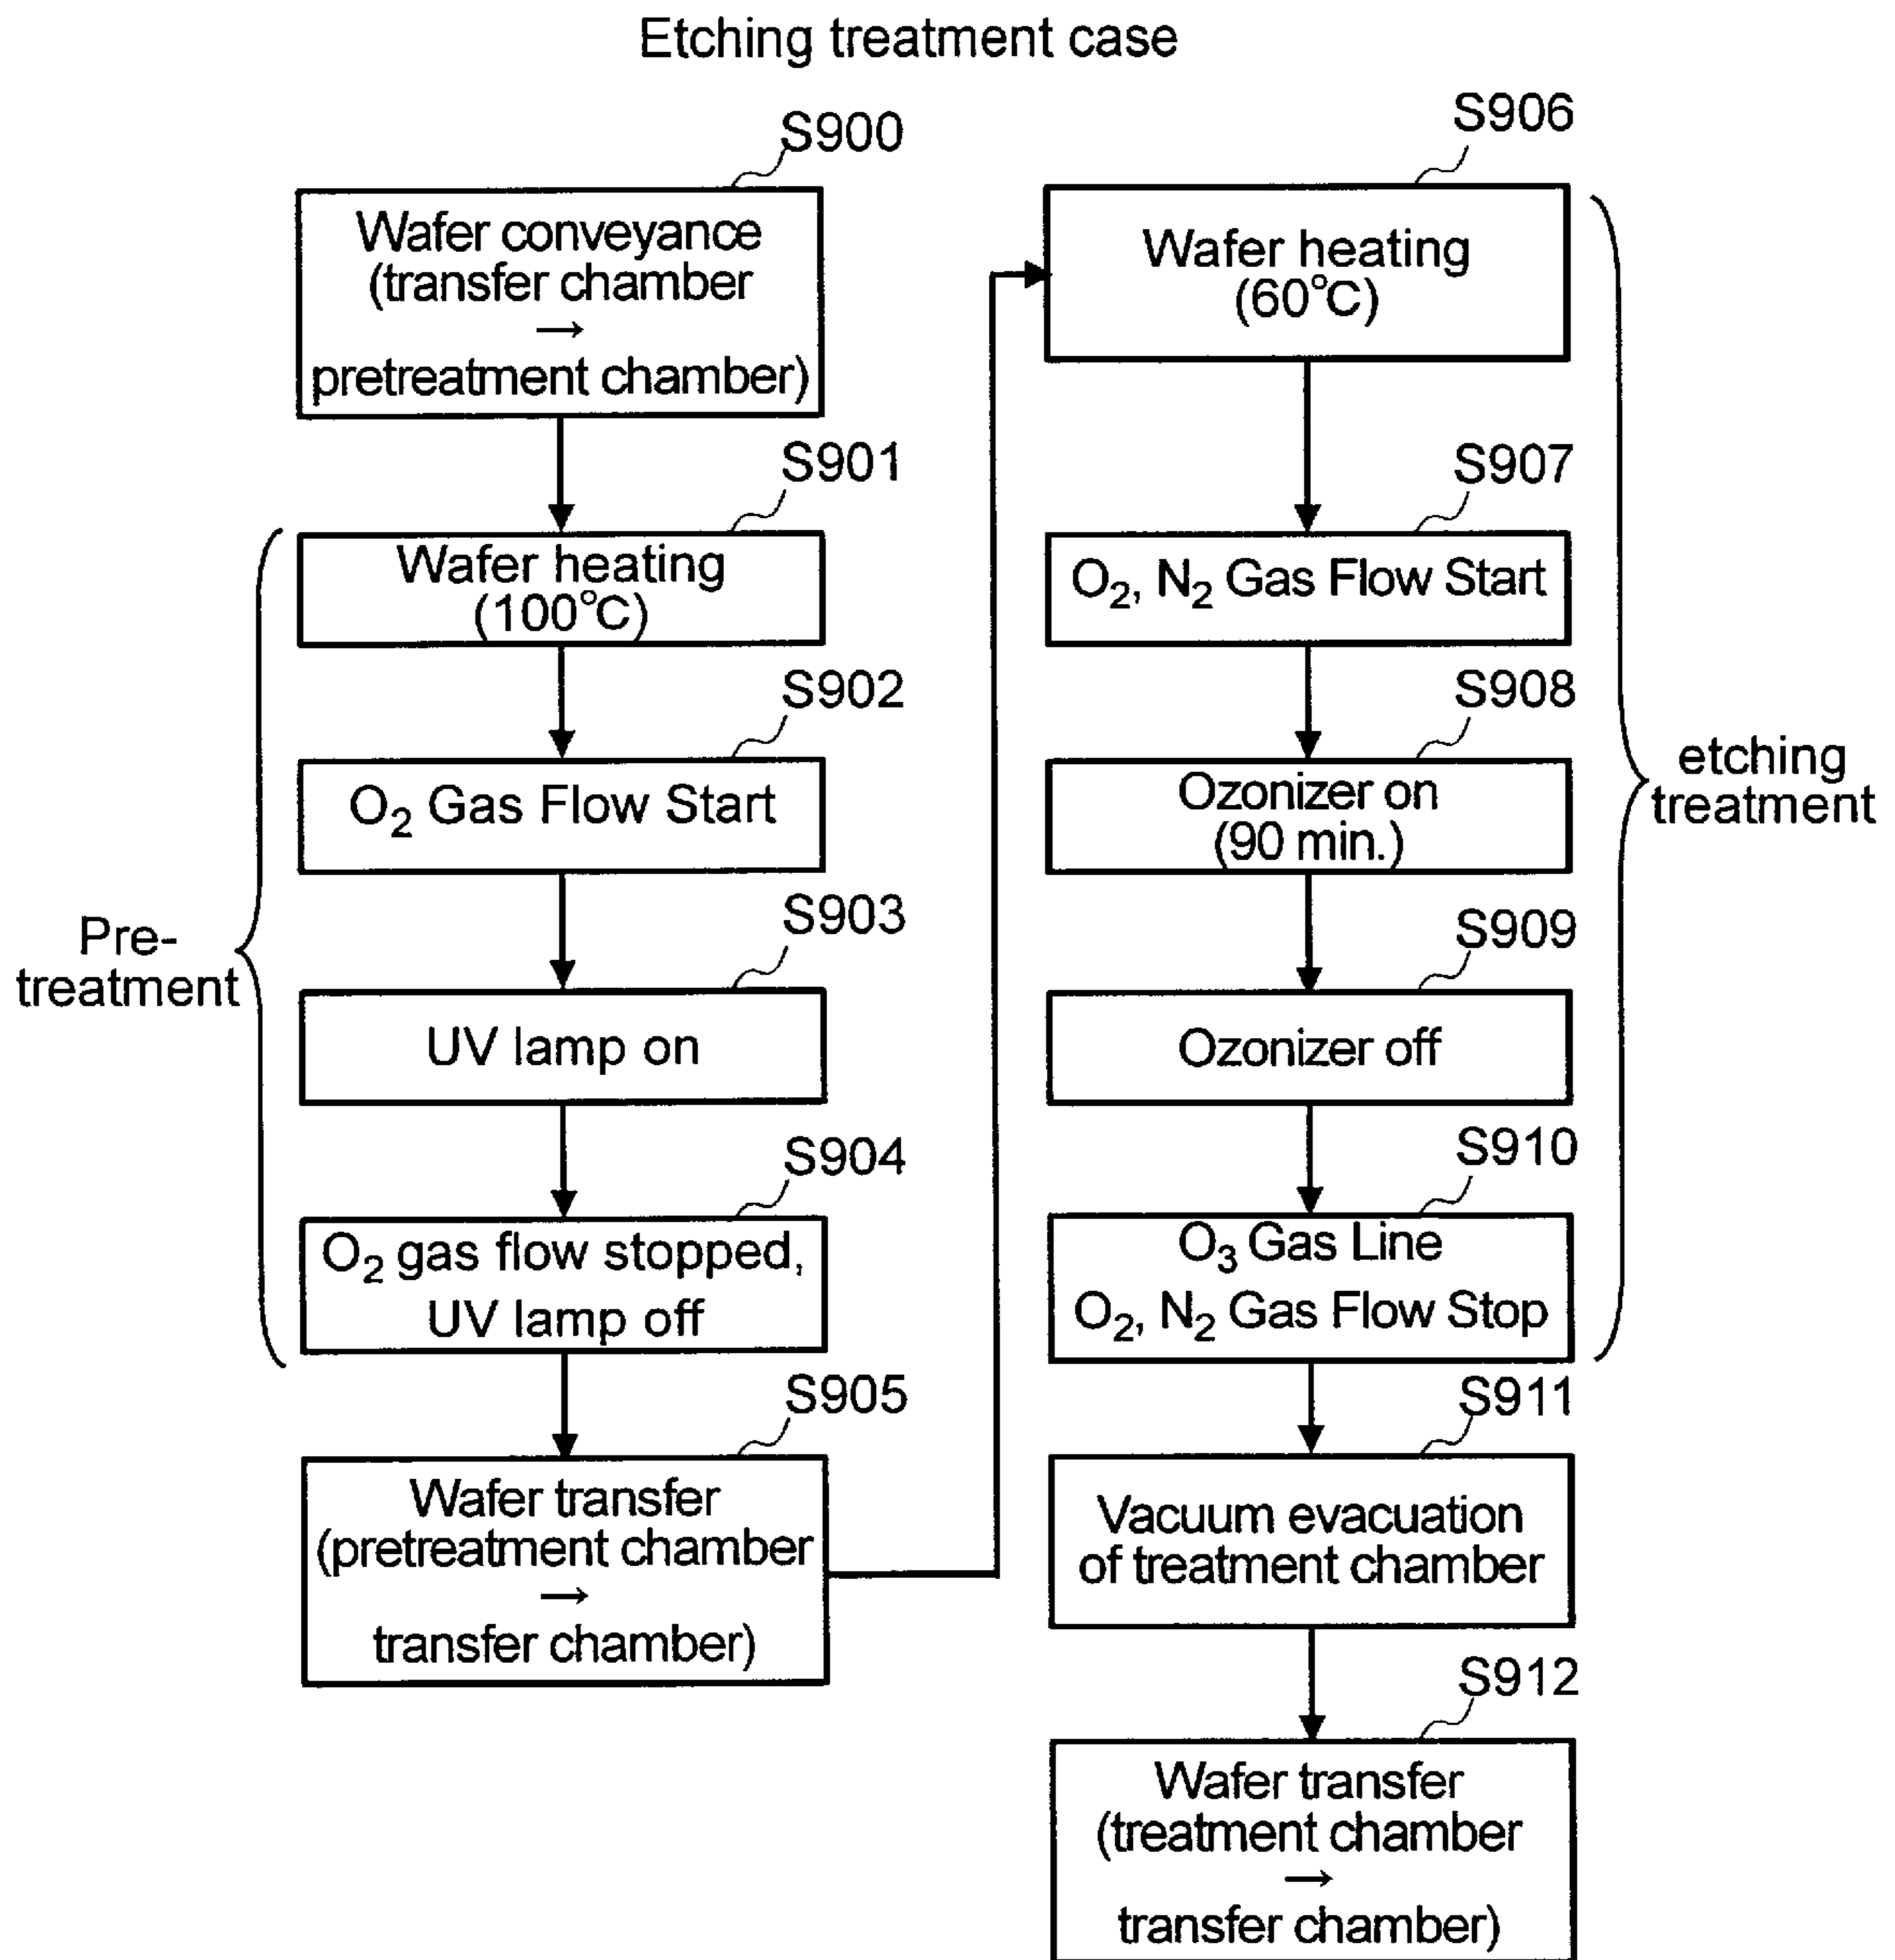 Etching treatment case
S900
Wafer conveyance
(transfer chamber
→
pretreatment chamber)
S901
Wafer heating
(100°C)
S902
O₂ Gas Flow Start
S903
UV lamp on
S904
O₂ gas flow stopped,
UV lamp off
Pre-
treatment
S905
Wafer transfer
(pretreatment chamber
→
transfer chamber)
S906
Wafer heating
(60°C)
S907
O₂, N₂ Gas Flow Start
S908
Ozonizer on
(90 min.)
S909
Ozonizer off
S910
O₃ Gas Line
O₂, N₂ Gas Flow Stop
etching
treatment
S911
Vacuum evacuation
of treatment chamber
S912
Wafer transfer
(treatment chamber
→
transfer chamber)